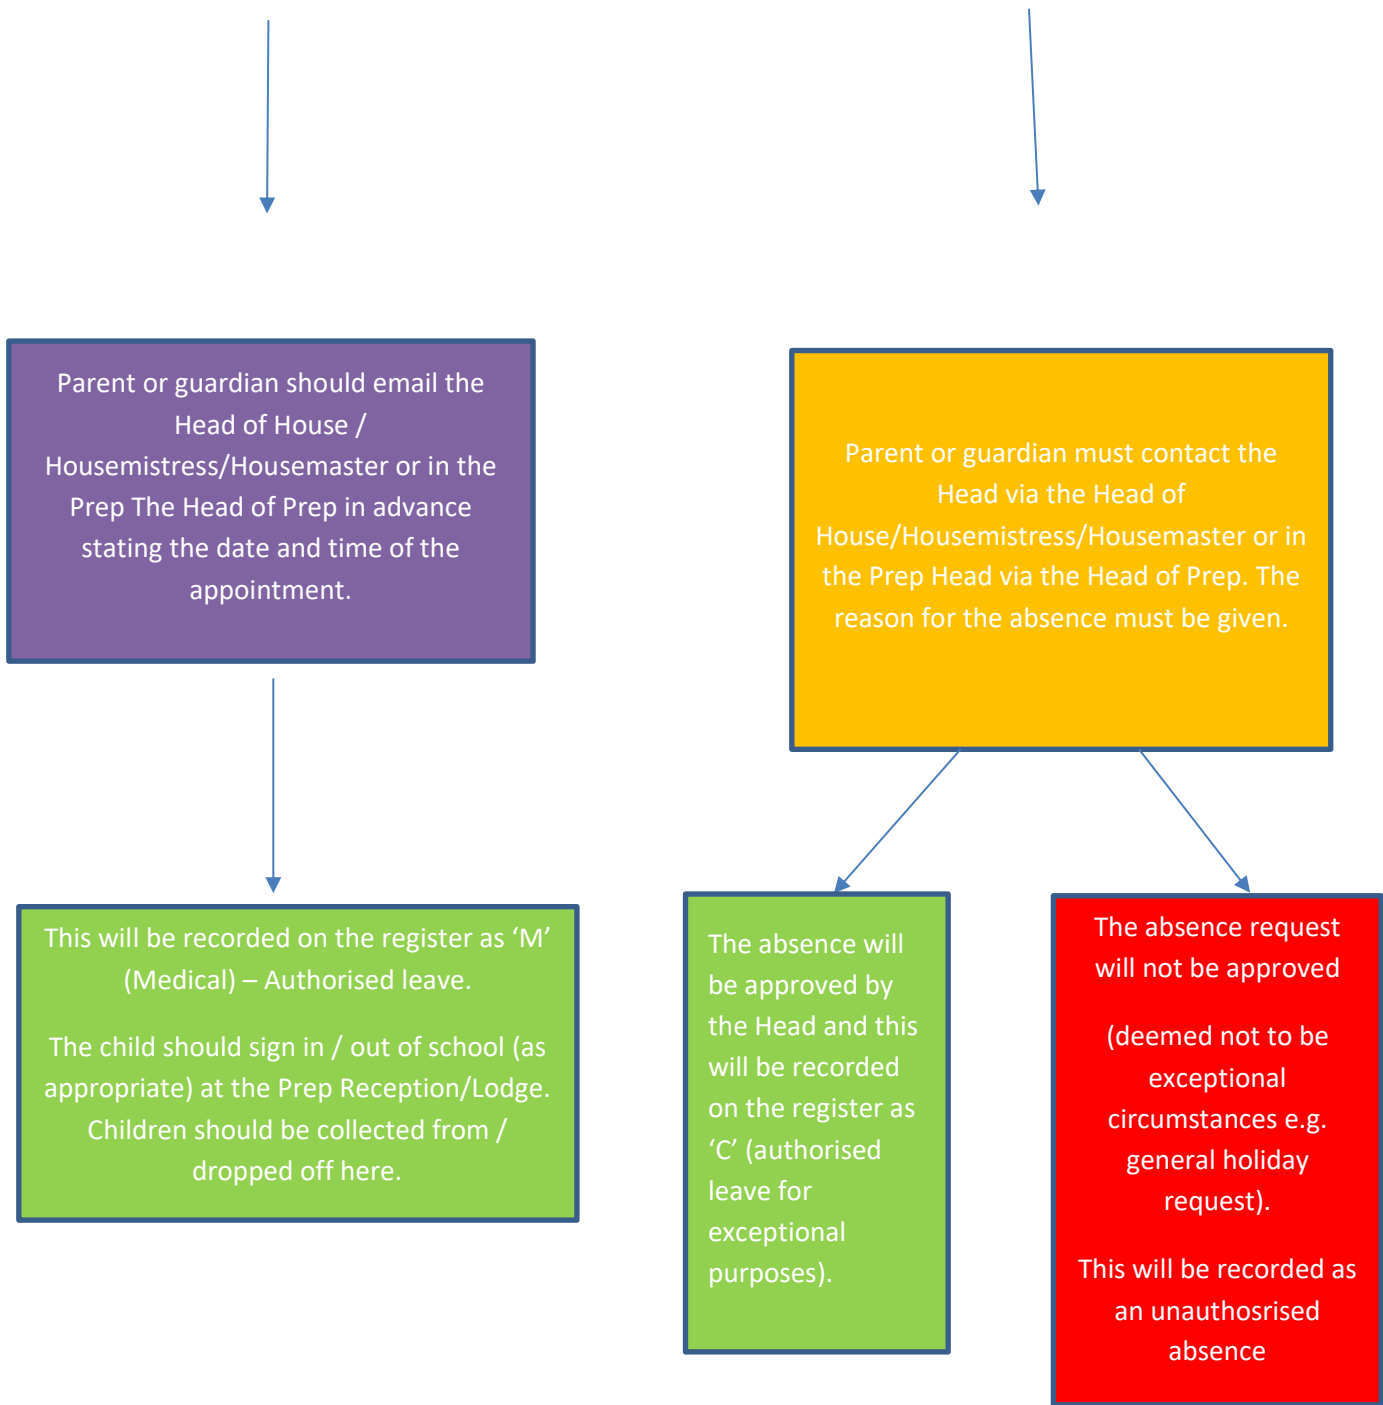 Parent or guardian should email the
Head of House /
Housemistress/Housemaster or in the
Prep The Head of Prep in advance
stating the date and time of the
appointment.
Parent or guardian must contact the
Head via the Head of
House/Housemistress/Housemaster or in
the Prep Head via the Head of Prep. The
reason for the absence must be given.
This will be recorded on the register as ‘M’
(Medical) – Authorised leave.
The child should sign in / out of school (as
appropriate) at the Prep Reception/Lodge.
Children should be collected from /
dropped off here.
The absence will
be approved by
the Head and this
will be recorded
on the register as
‘C’ (authorised
leave for
exceptional
purposes).
The absence request
will not be approved
(deemed not to be
exceptional
circumstances e.g.
general holiday
request).
This will be recorded as
an unauthosrised
absence